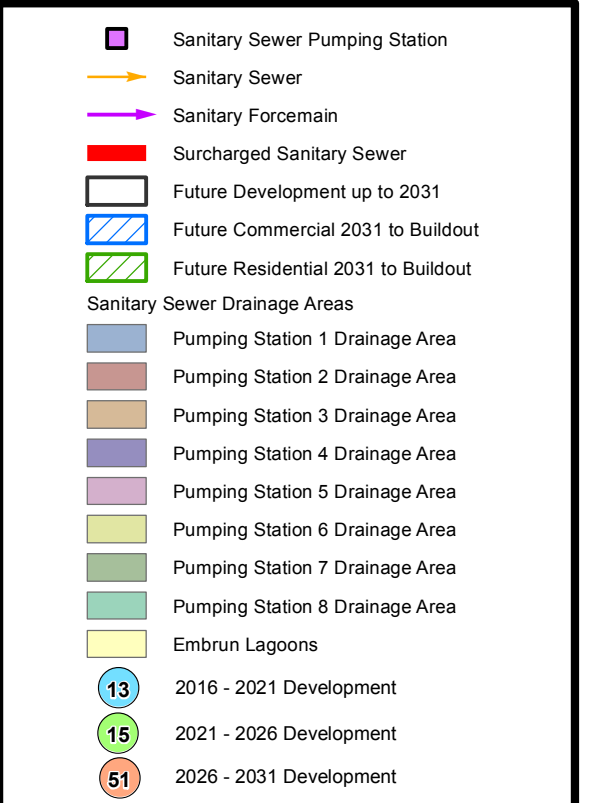 Sanitary Sewer Pumping Station
Sanitary Sewer
Sanitary Forcemain
Surcharged Sanitary Sewer
Future Development up to 2031
Future Commercial 2031 to Buildout
Future Residential 2031 to Buildout
Sanitary Sewer Drainage Areas
Pumping Station 1 Drainage Area
Pumping Station 2 Drainage Area
Pumping Station 3 Drainage Area
Pumping Station 4 Drainage Area
Pumping Station 5 Drainage Area
Pumping Station 6 Drainage Area
Pumping Station 7 Drainage Area
Pumping Station 8 Drainage Area
Embrun Lagoons
13 2016 - 2021 Development
15 2021 - 2026 Development
51 2026 - 2031 Development